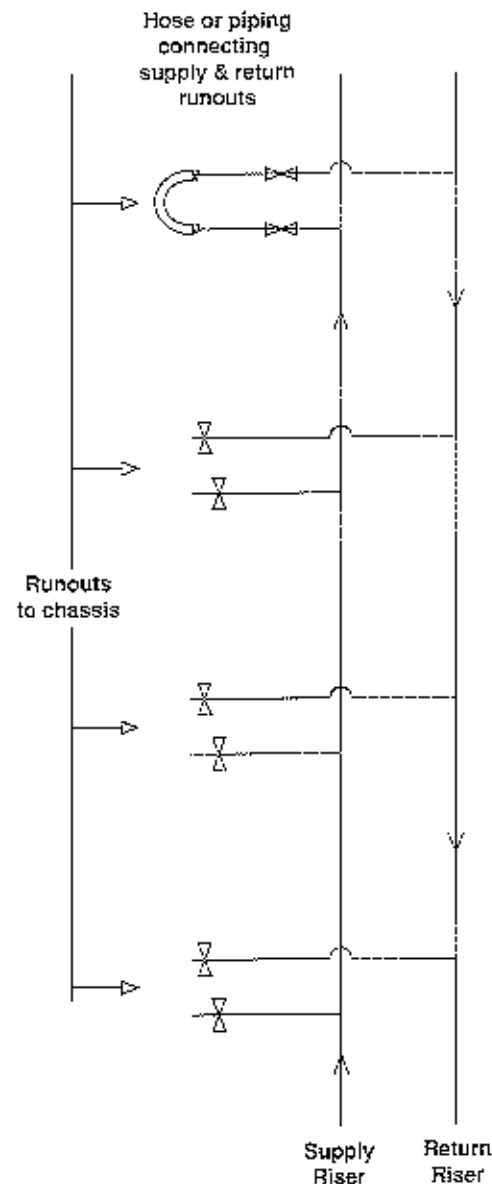 Hose or piping
connecting
supply & return
runouts
Runouts
to chassis
Supply
Riser
Return
Riser